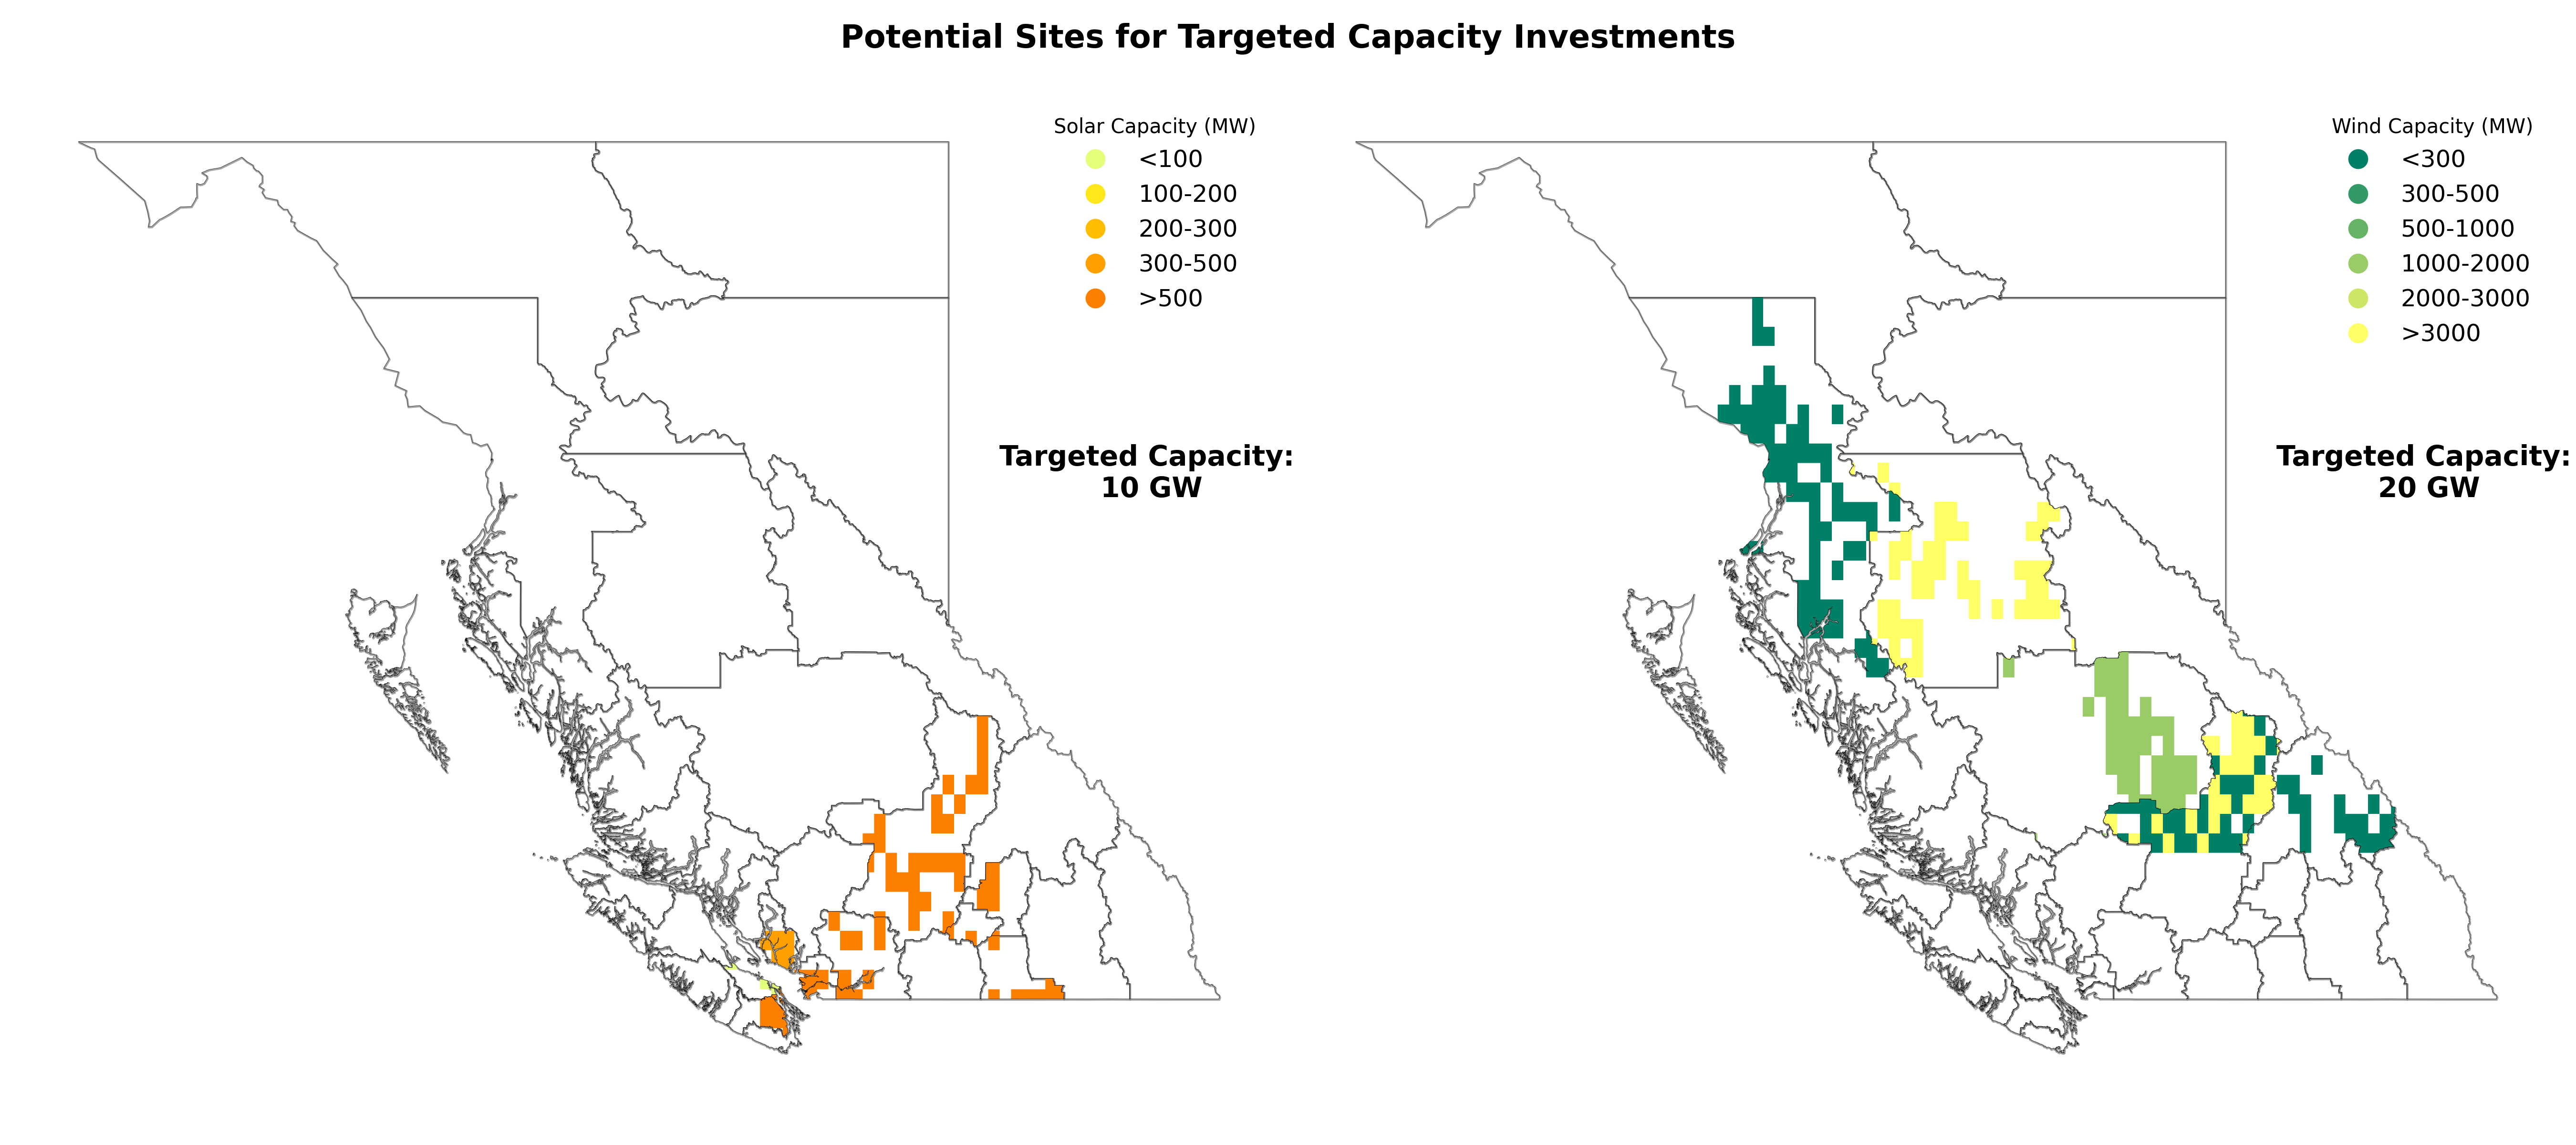 Potential Sites for Targeted Capacity Investments
Solar Capacity (MW)
<100
100-200
200-300
300-500
>500
Targeted Capacity:
10 GW
Wind Capacity (MW)
<300
300-500
500-1000
1000-2000
2000-3000
>3000
Targeted Capacity:
20 GW